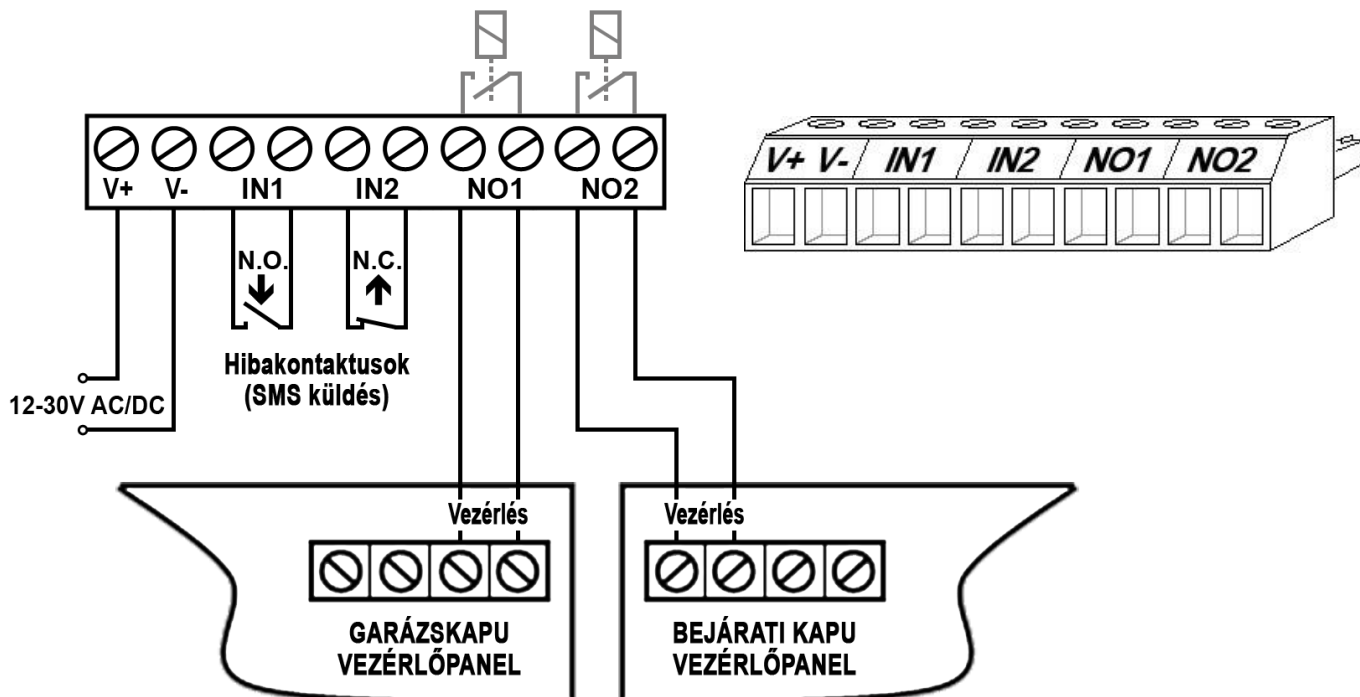 V+ V- IN1 IN2 NO1 NO2
V+ V- IN1 IN2 NO1 NO2
N.O. N.C.
Hibakontaktusok
(SMS küldés)
12-30V AC/DC
Vezérlés
Vezérlés
GARÁZSKAPU
VEZÉRLŐPANEL
BEJÁRATI KAPU
VEZÉRLŐPANEL